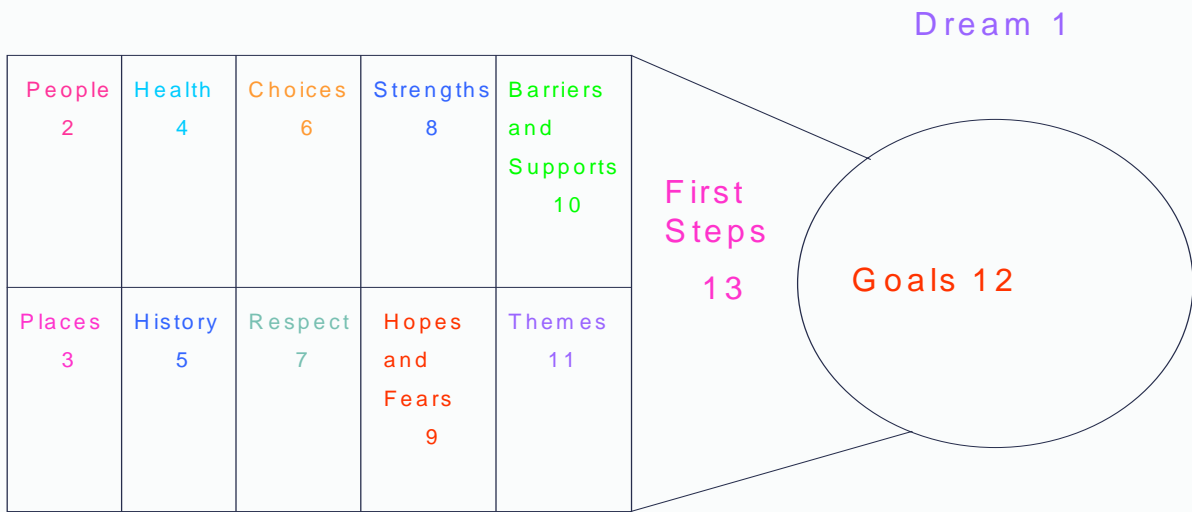 Dream 1
People
2
Health
4
Choices
6
Strengths
8
Barriers
and
Supports
10
First
Steps
13
Goals 12
Places
3
History
5
Respect
7
Hopes
and
Fears
9
Themes
11